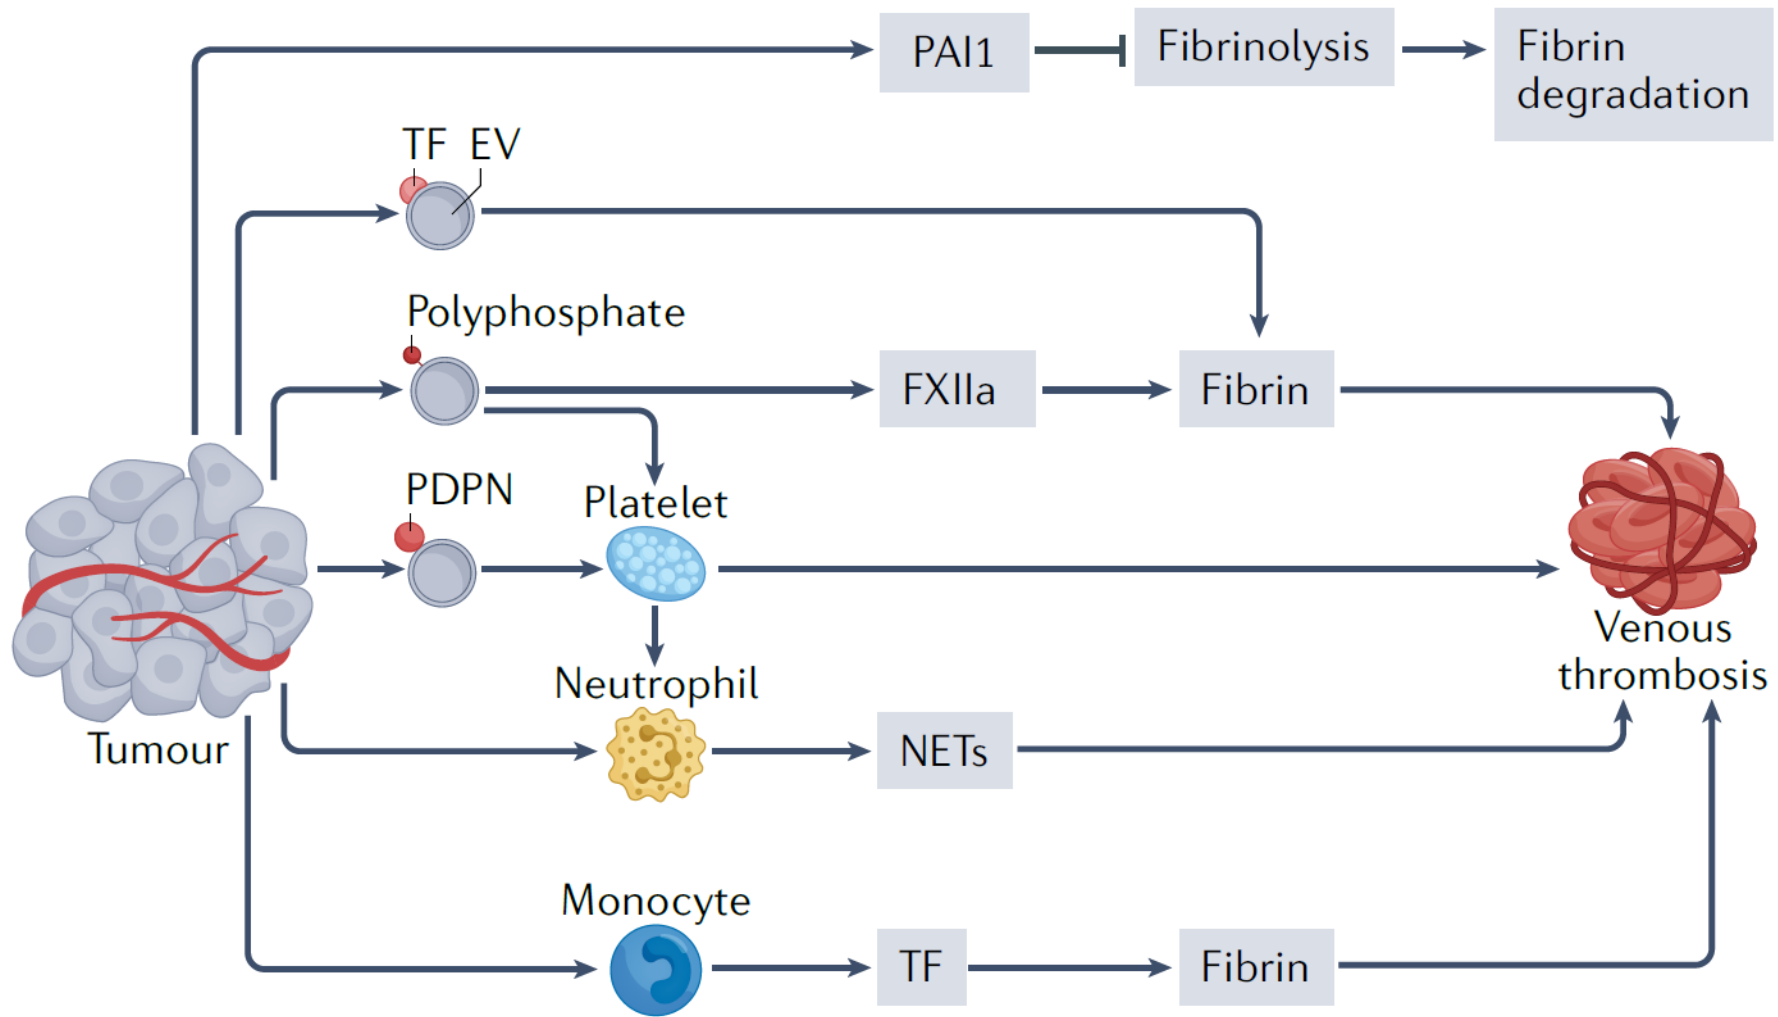 PAI1
Fibrinolysis
Fibrin
degradation
TF EV
Polyphosphate
FXIIa
Fibrin
PDPN
Platelet
Venous
thrombosis
Neutrophil
Tumour
NETs
Monocyte
TF
Fibrin